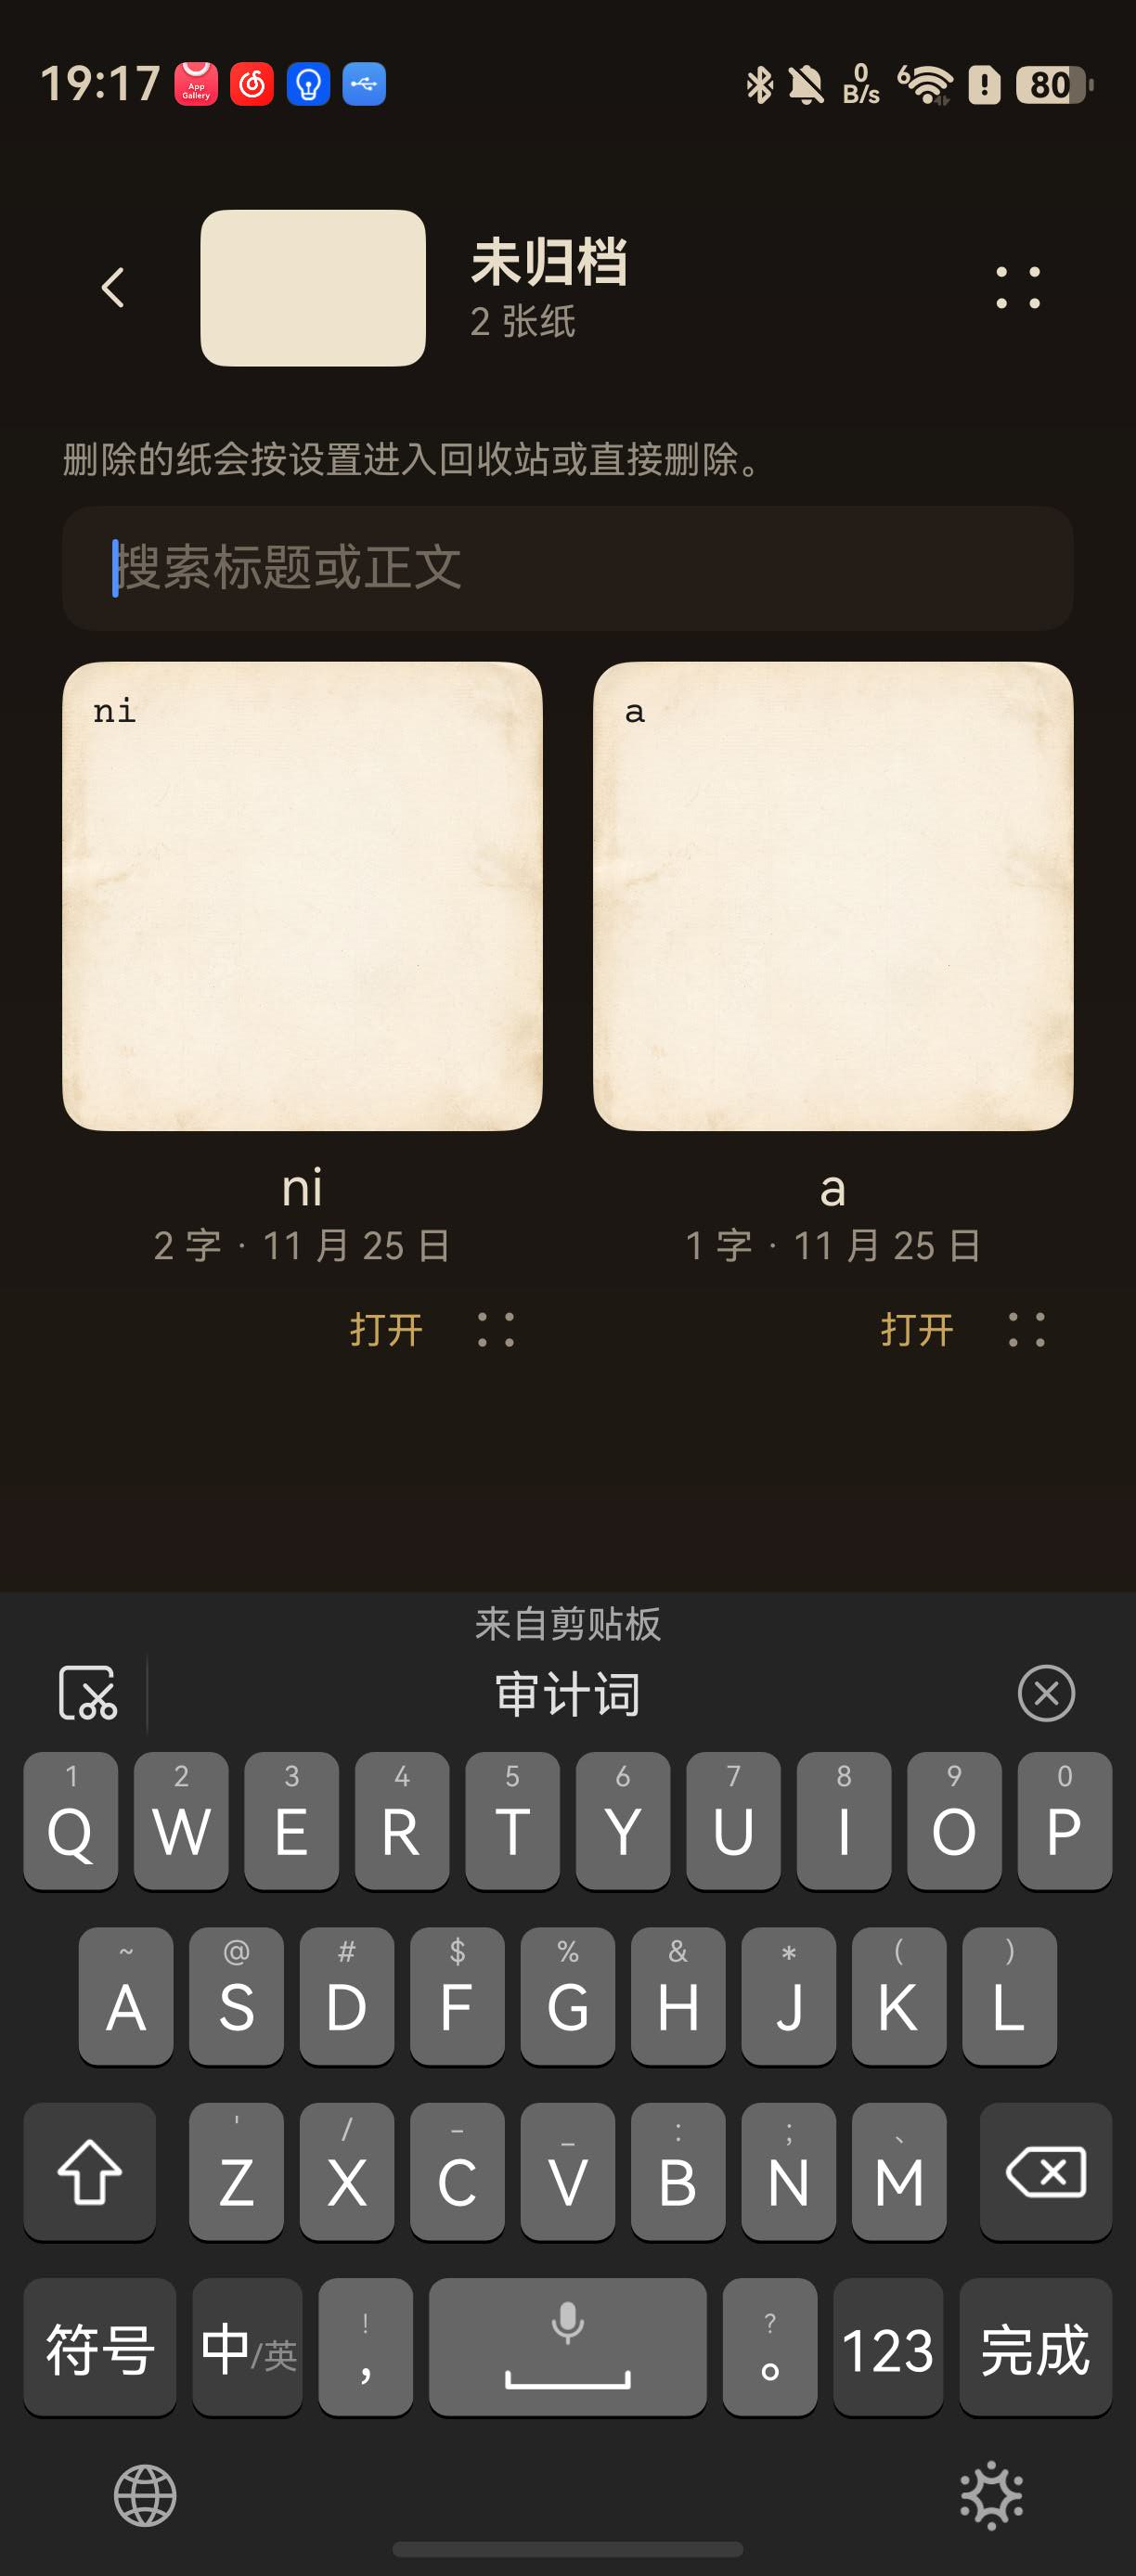 19:17
App Gallery
0 B/s
6
80
未归档
2 张纸
删除的纸会按设置进入回收站或直接删除。
搜索标题或正文
ni
a
ni
a
2 字 · 11 月 25 日
1 字 · 11 月 25 日
打开
打开
来自剪贴板
审计词
1 2 3 4 5 6 7 8 9 0
Q W E R T Y U I O P
~ @ # $ % & * ( )
A S D F G H J K L
' / - _ : ; 、
Z X C V B N M
! ?
符号 中/英 , 。 123 完成